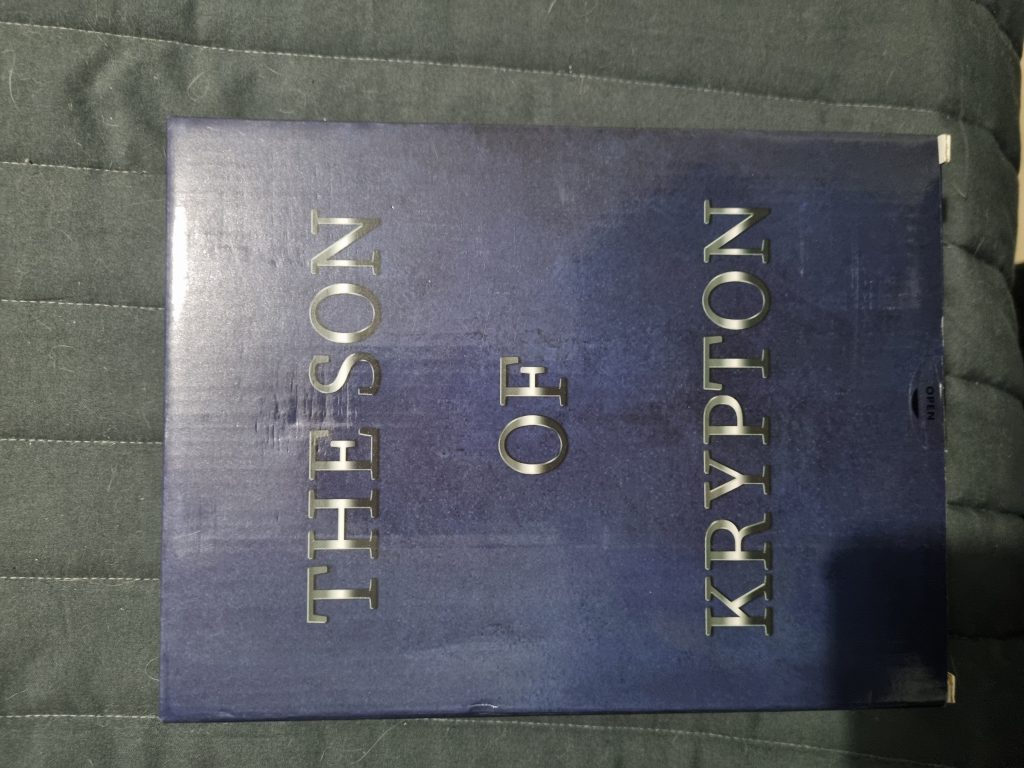 THE SON
OF
KRYPTON
OPEN